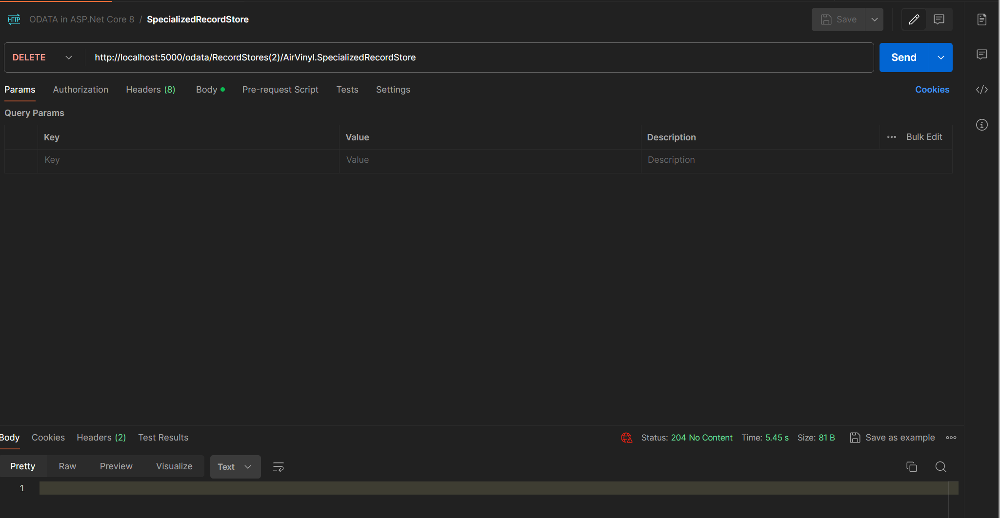 HTTP ODATA in ASP.Net Core 8 / SpecializedRecordStore Save
DELETE http://localhost:5000/odata/RecordStores(2)/AirVinyl.SpecializedRecordStore Send
Params Authorization Headers (8) Body Pre-request Script Tests Settings Cookies
Query Params
Key Value Description Bulk Edit
Key Value Description
Body Cookies Headers (2) Test Results Status: 204 No Content Time: 5.45 s Size: 81 B Save as example
Pretty Raw Preview Visualize Text
1